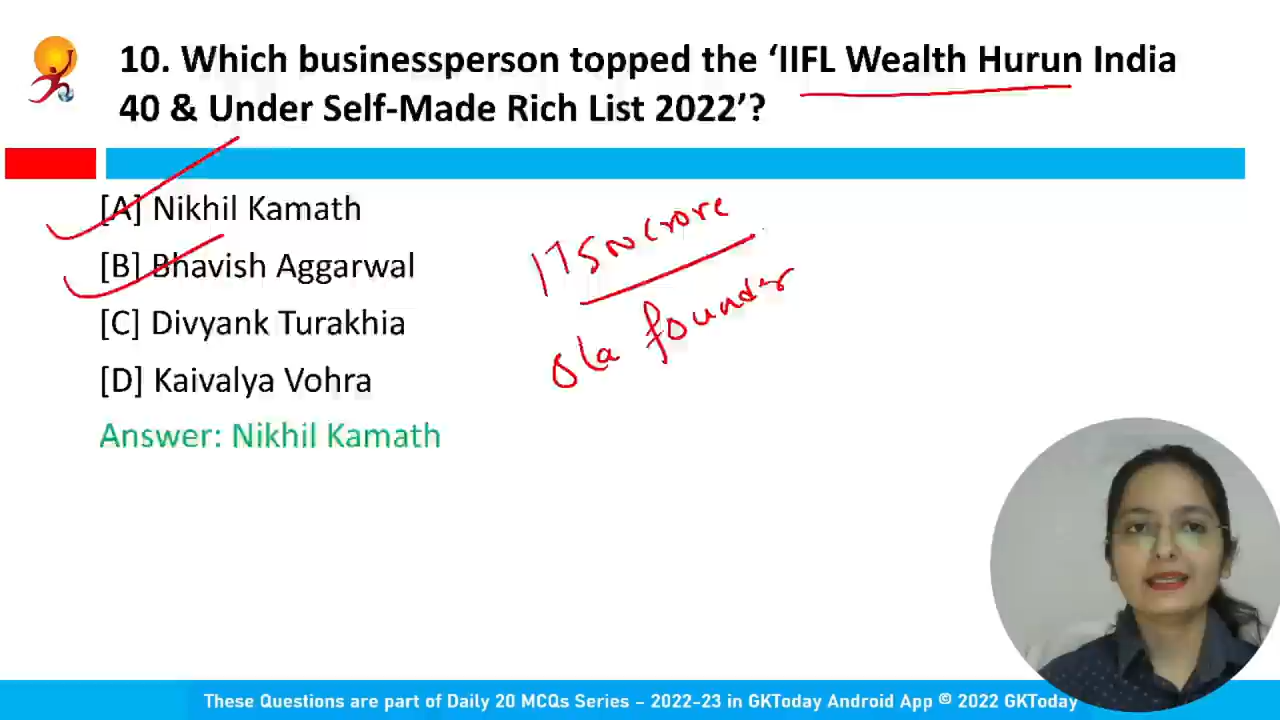 10. Which businessperson topped the ‘IIFL Wealth Hurun India
40 & Under Self-Made Rich List 2022’?
[A] Nikhil Kamath
[B] Bhavish Aggarwal
[C] Divyank Turakhia
[D] Kaivalya Vohra
Answer: Nikhil Kamath
crore
Ola founder
These Questions are part of Daily 20 MCQs Series – 2022-23 in GKToday Android App © 2022 GKToday